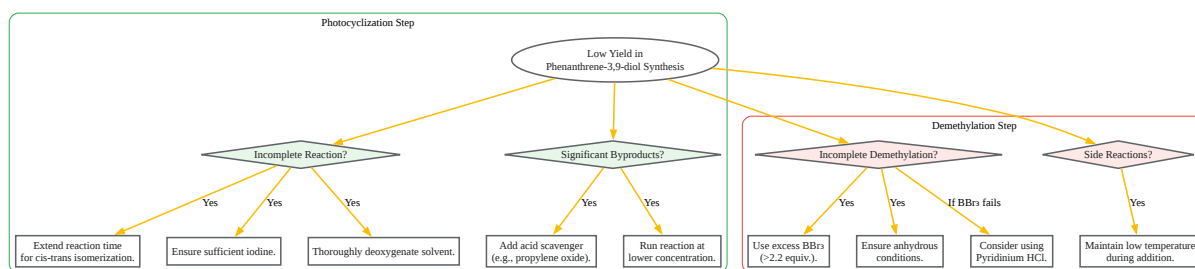 Photocyclization Step
Low Yield in
Phenanthrene-3,9-diol Synthesis
Demethylation Step
Incomplete Reaction?
Significant Byproducts?
Incomplete Demethylation?
Side Reactions?
Yes
Yes
Yes
Yes
Yes
Yes
Yes
If BBr₃ fails
Yes
Extend reaction time
for cis-trans isomerization.
Ensure sufficient iodine.
Thoroughly deoxygenate solvent.
Add acid scavenger
(e.g., propylene oxide).
Run reaction at
lower concentration.
Use excess BBr₃
(>2.2 equiv.).
Ensure anhydrous
conditions.
Consider using
Pyridinium HCl.
Maintain low temperature
during addition.